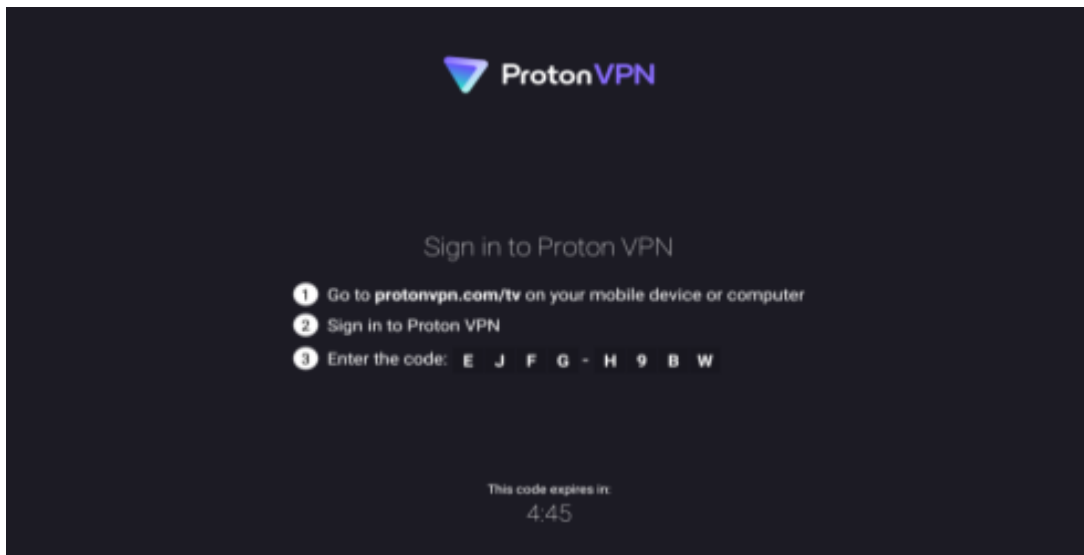 ProtonVPN
Sign in to Proton VPN
1 Go to protonvpn.com/tv on your mobile device or computer
2 Sign in to Proton VPN
3 Enter the code: E J F G - H 9 B W
This code expires in:
4:45